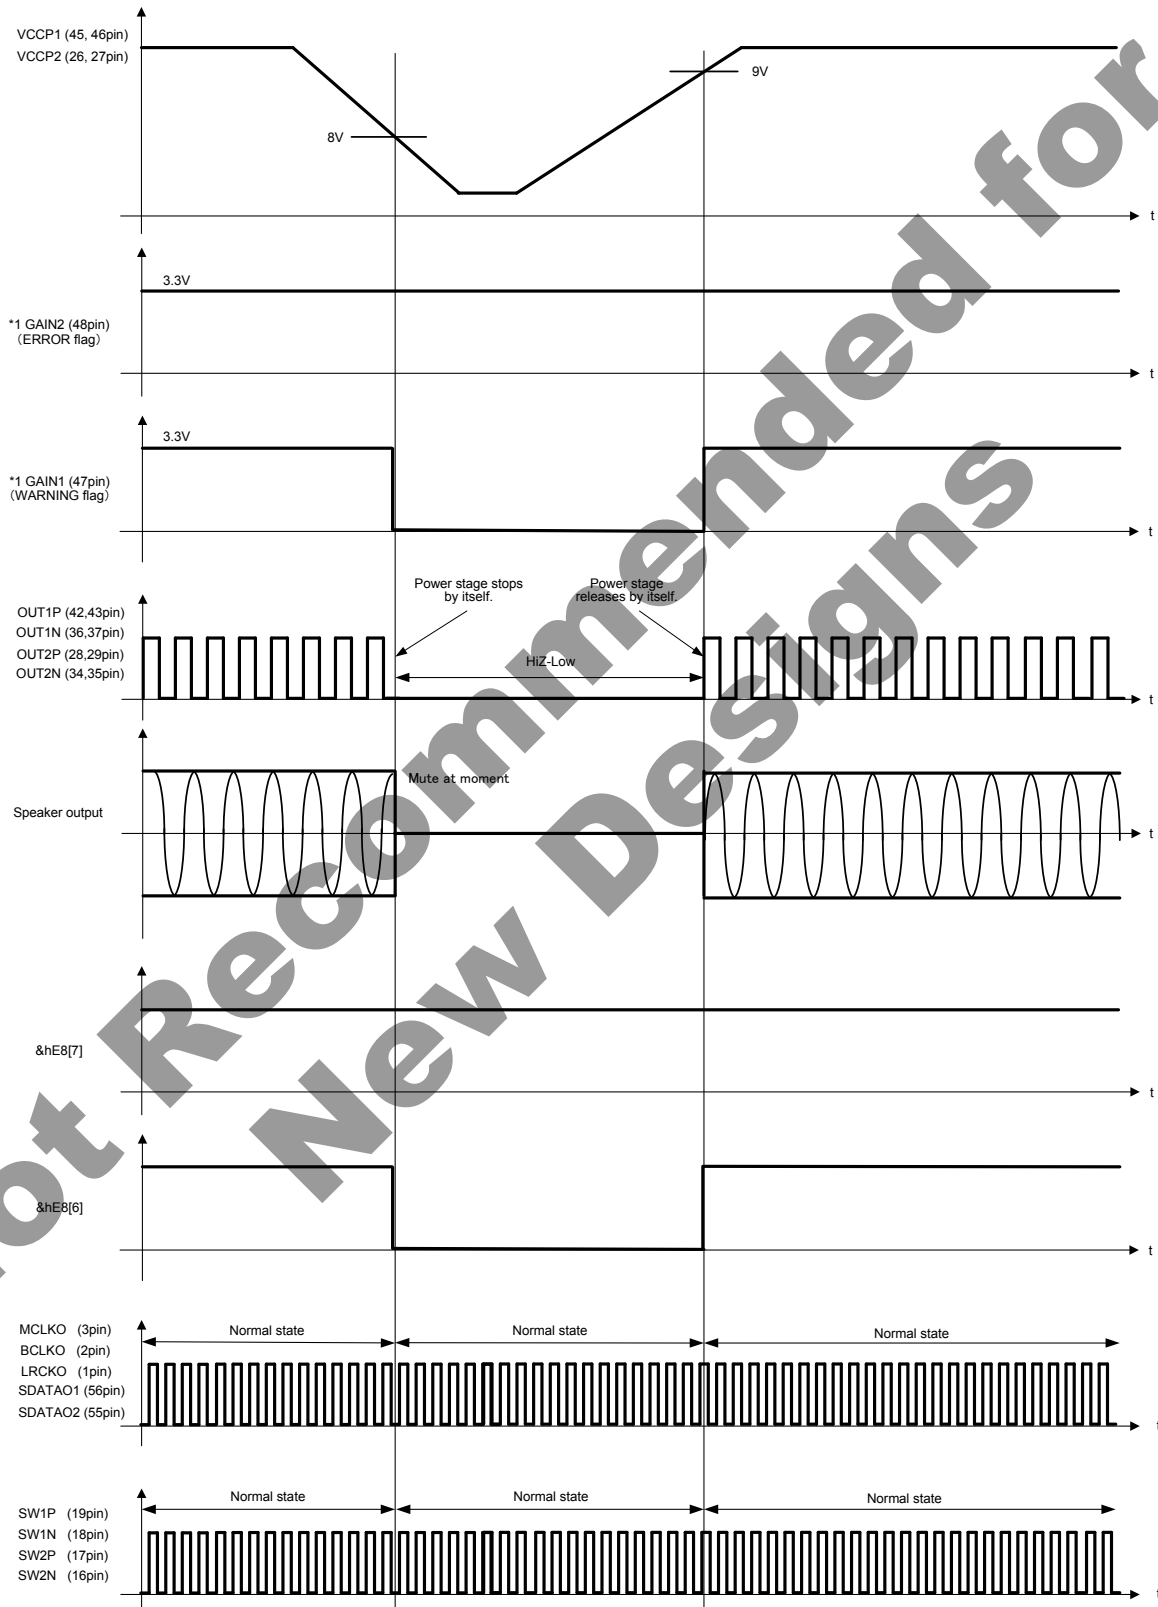 VCCP1 (45, 46pin)
VCCP2 (26, 27pin)
8V
9V
t
3.3V
*1 GAIN2 (48pin)
（ERROR flag）
t
3.3V
*1 GAIN1 (47pin)
（WARNING flag）
t
Power stage stops
by itself.
Power stage
releases by itself.
OUT1P (42,43pin)
OUT1N (36,37pin)
OUT2P (28,29pin)
OUT2N (34,35pin)
HiZ-Low
t
Mute at moment
Speaker output
t
&hE8[7]
t
&hE8[6]
t
MCLKO (3pin)
BCLKO (2pin)
LRCKO (1pin)
SDATAO1 (56pin)
SDATAO2 (55pin)
Normal state
Normal state
Normal state
t
SW1P (19pin)
SW1N (18pin)
SW2P (17pin)
SW2N (16pin)
Normal state
Normal state
Normal state
t
ot Recommended for
New Designs